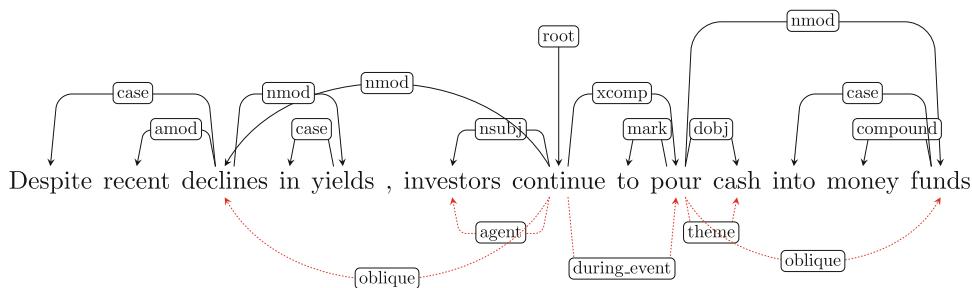 root
nmod
nmod
case
nmod
xcomp
case
amod
case
nsubj
mark
dobj
compound
Despite recent declines in yields , investors continue to pour cash into money funds
agent
theme
oblique
during_event
oblique